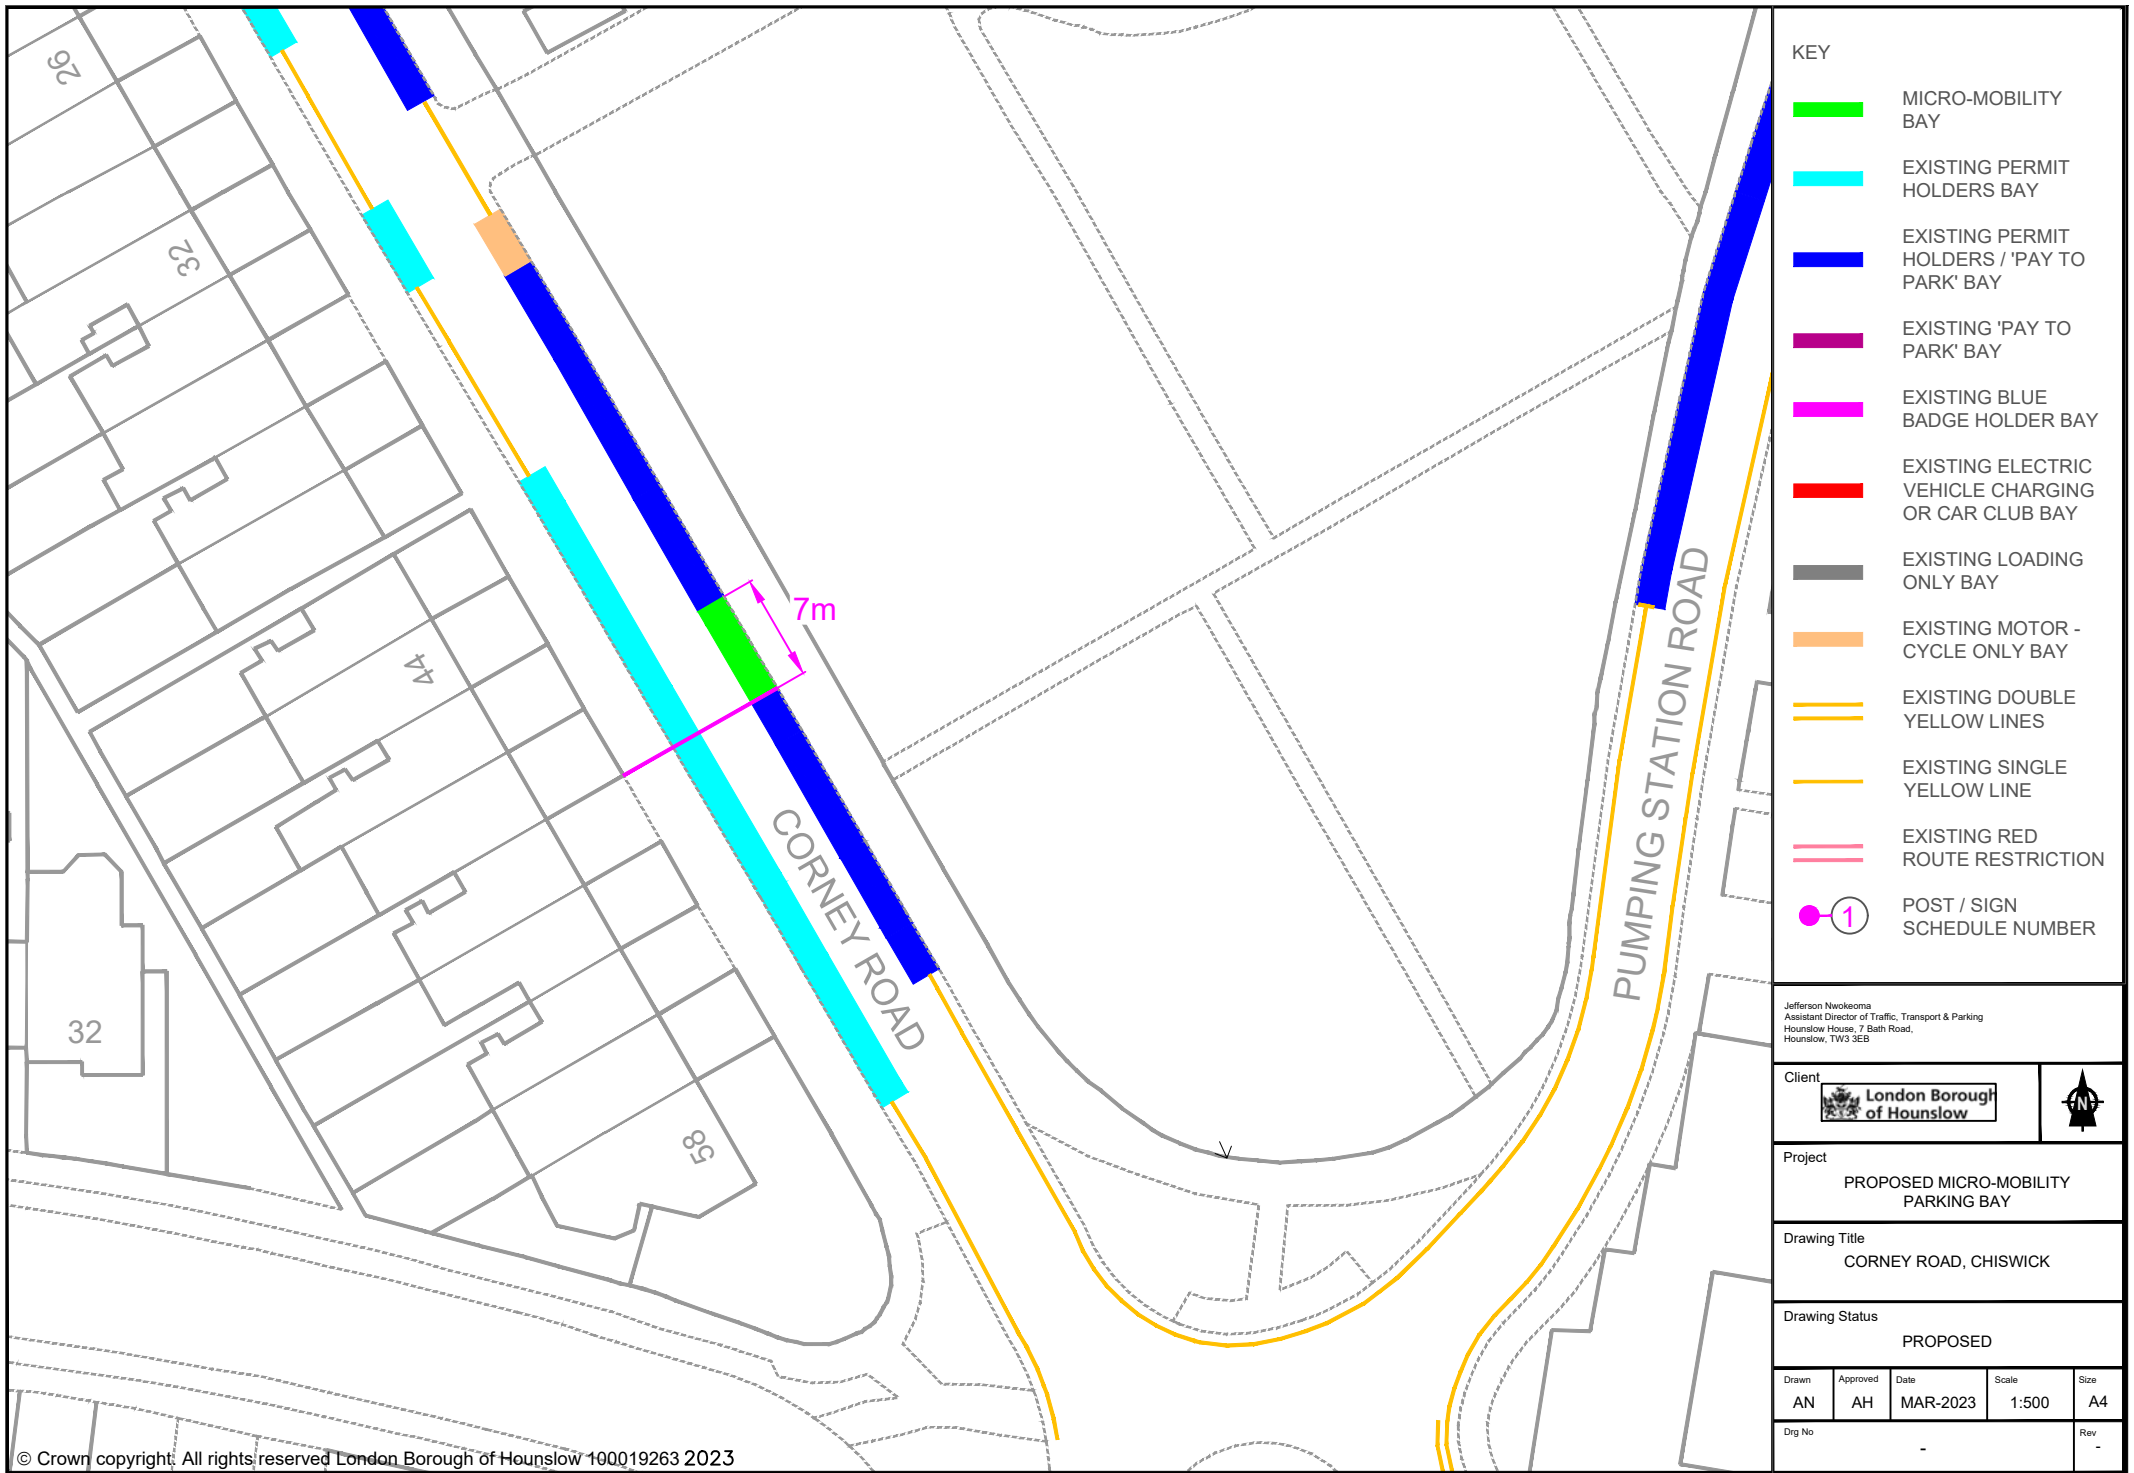 26
32
44
7m
CORNEY ROAD
PUMPING STATION ROAD
32
58
© Crown copyright. All rights reserved London Borough of Hounslow 100019263 2023
KEY
MICRO-MOBILITY
BAY
EXISTING PERMIT
HOLDERS BAY
EXISTING PERMIT
HOLDERS / 'PAY TO
PARK' BAY
EXISTING 'PAY TO
PARK' BAY
EXISTING BLUE
BADGE HOLDER BAY
EXISTING ELECTRIC
VEHICLE CHARGING
OR CAR CLUB BAY
EXISTING LOADING
ONLY BAY
EXISTING MOTOR -
CYCLE ONLY BAY
EXISTING DOUBLE
YELLOW LINES
EXISTING SINGLE
YELLOW LINE
EXISTING RED
ROUTE RESTRICTION
1
POST / SIGN
SCHEDULE NUMBER
Jefferson Nwokeoma
Assistant Director of Traffic, Transport & Parking
Hounslow House, 7 Bath Road,
Hounslow, TW3 3EB
Client
London Borough
of Hounslow
N
Project
PROPOSED MICRO-MOBILITY
PARKING BAY
Drawing Title
CORNEY ROAD, CHISWICK
Drawing Status
PROPOSED
Drawn Approved Date Scale Size
AN AH MAR-2023 1:500 A4
Drg No Rev
- -